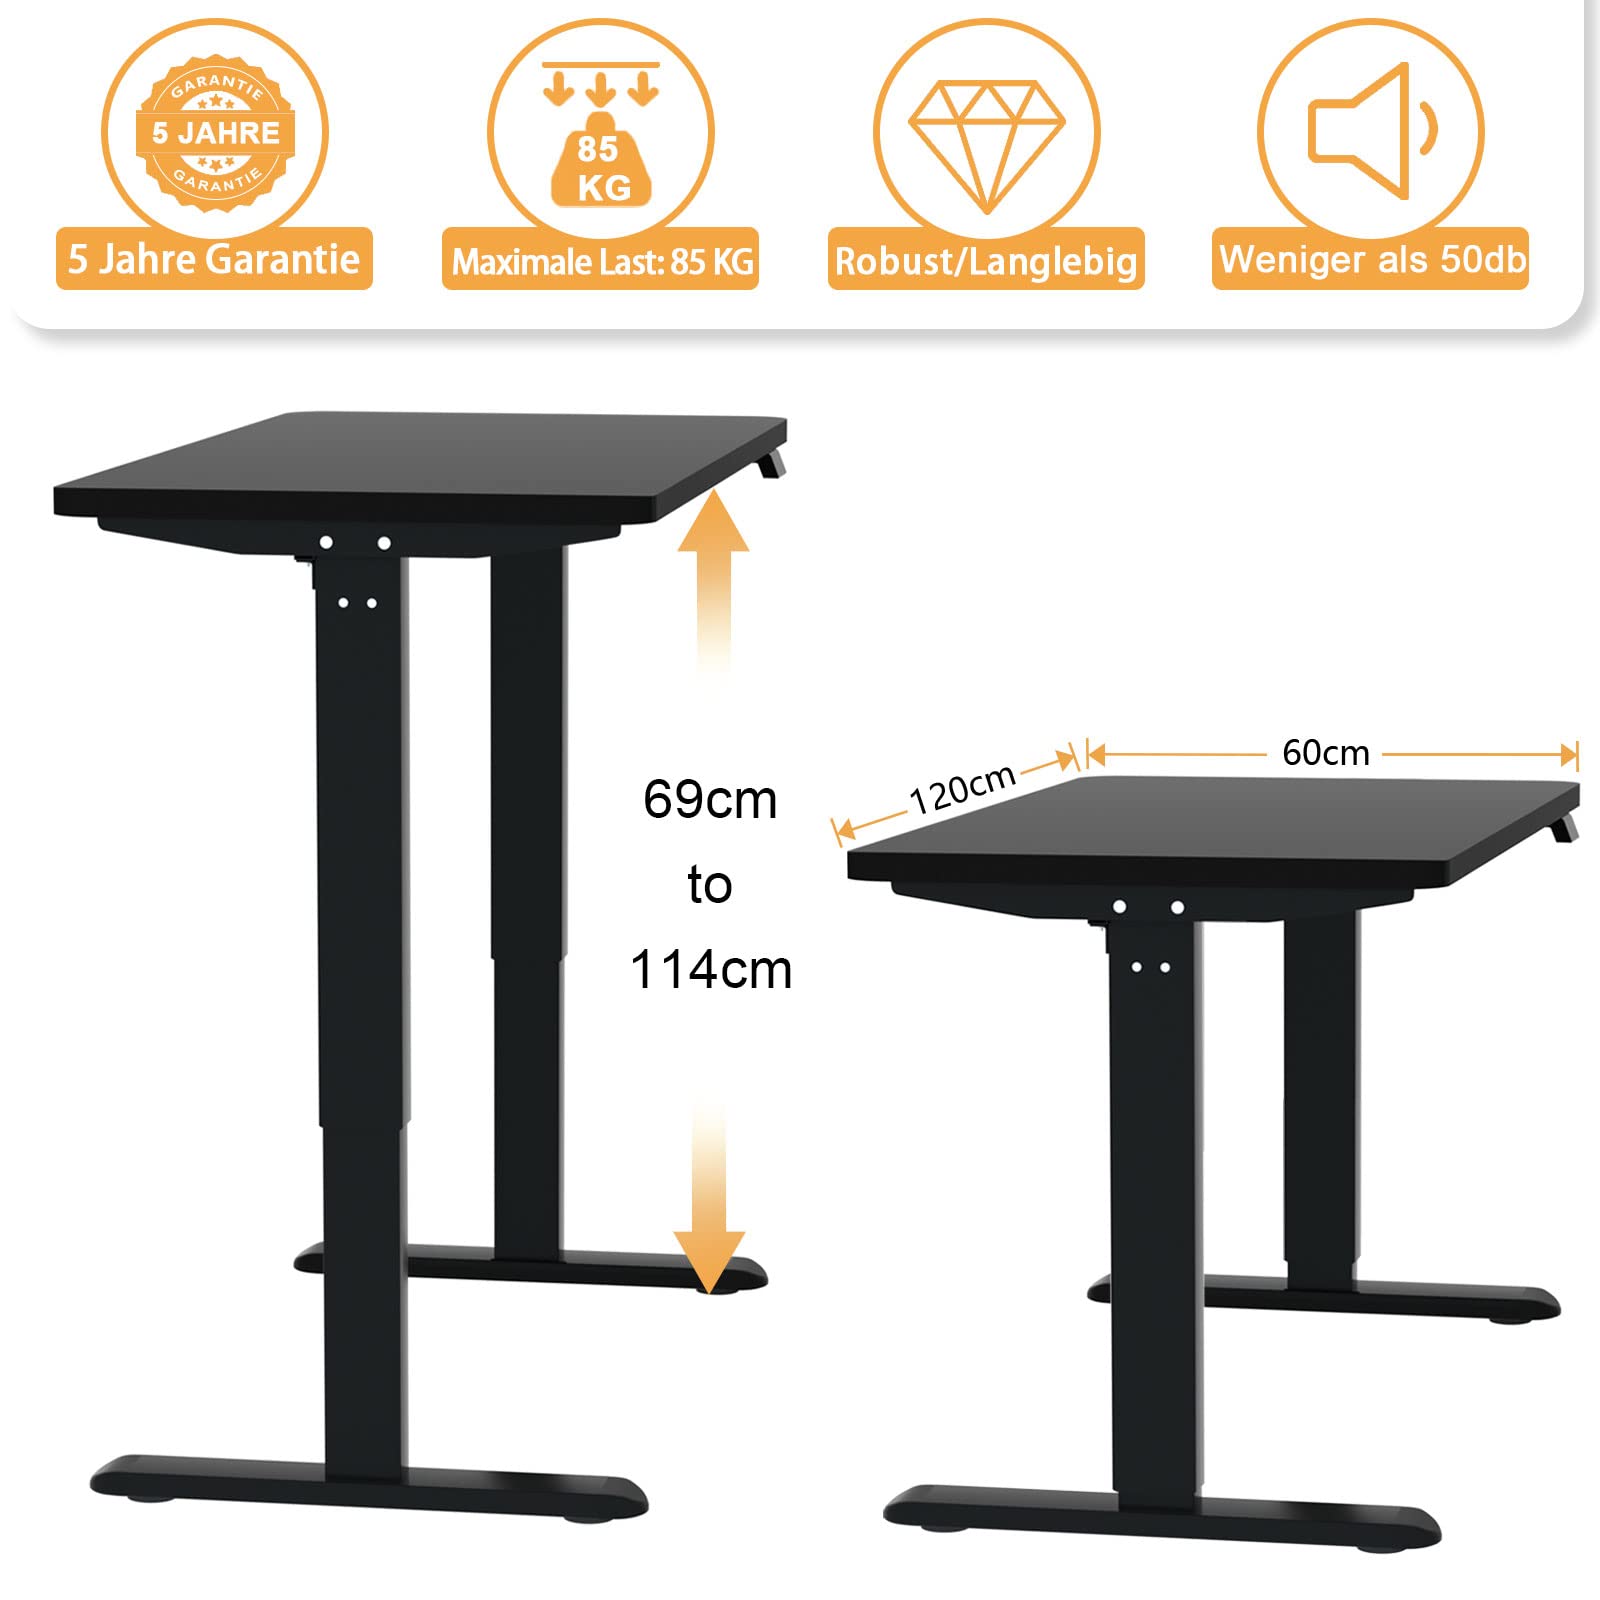 GARANTIE
5 JAHRE
GARANTIE
5 Jahre Garantie
85
KG
Maximale Last: 85 KG
Robust/Langlebig
Weniger als 50db
69cm
to
114cm
120cm
60cm